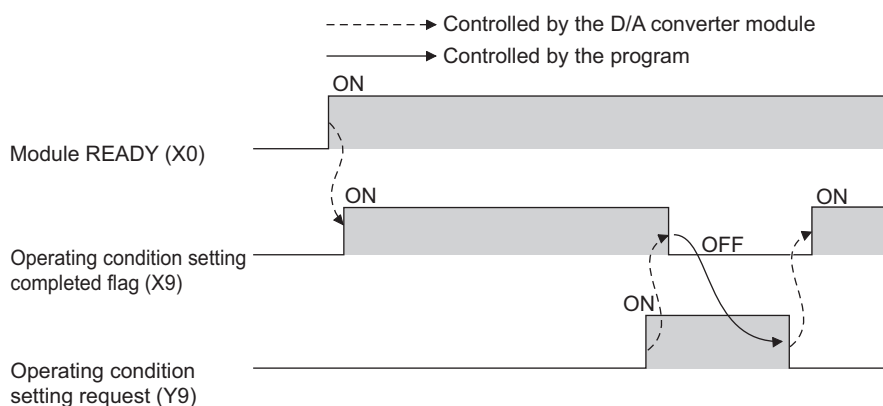 Controlled by the D/A converter module
Controlled by the program
ON
Module READY (X0)
ON
ON
OFF
Operating condition setting
completed flag (X9)
ON
Operating condition
setting request (Y9)